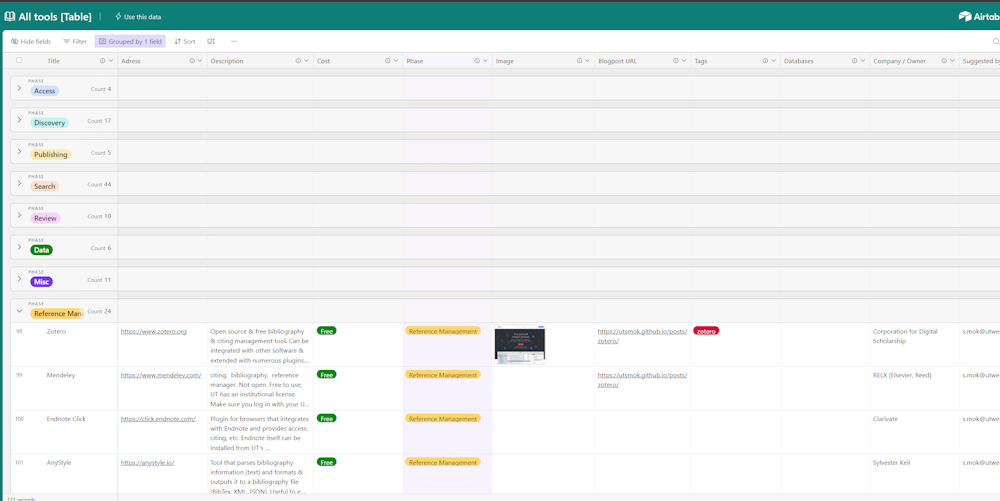 All tools [Table]
Use this data
Airtab
Hide fields
Filter
Grouped by 1 field
Sort
...
Title
Adress
Description
Cost
Phase
Image
Blogpost URL
Tags
Databases
Company / Owner
Suggested by
PHASE
Access
Count 4
PHASE
Discovery
Count 17
PHASE
Publishing
Count 5
PHASE
Search
Count 44
PHASE
Review
Count 10
PHASE
Data
Count 6
PHASE
Misc
Count 11
PHASE
Reference Man
Count 24
98
Zotero
https://www.zotero.org
Open source & free bibliography
& citing management tool. Can be
integrated with other software &
extended with numerous plugins....
Free
Reference Management
https://utsmok.github.io/posts/
zotero/
zotero
Corporation for Digital
Scholarship
s.mok@utwe
99
Mendeley
https://www.mendeley.com/
citing, bibliography, reference
manager. Not open. Free to use;
UT has an institutional license.
Make sure you log in with your U...
Free
Reference Management
https://utsmok.github.io/posts/
zotero/
RELX (Elsevier, Reed)
s.mok@utwe
100
Endnote Click
https://click.endnote.com/
Plugin for browsers that integrates
with Endnote and provides access,
citing, etc. Endnote itself can be
installed from UT's ...
Free
Reference Management
Clarivate
s.mok@utwe
101
AnyStyle
https://anystyle.io/
Tool that parses bibliography
information (text) and formats &
outputs it to a bibliography file
(BibTex, XML, JSON). Useful to e...
Free
Reference Management
Sylvester Keil
s.mok@utwe